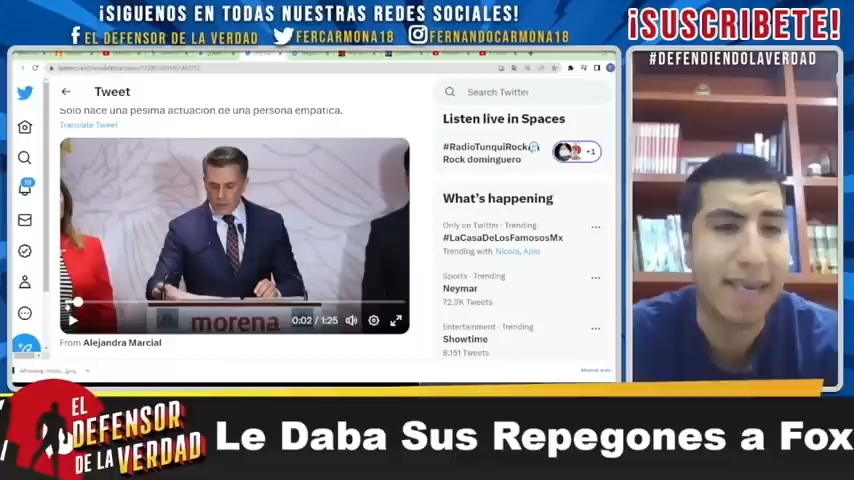 ¡SIGUENOS EN TODAS NUESTRAS REDES SOCIALES!
EL DEFENSOR DE LA VERDAD
FERCARMONA18
FERNANDOCARMONA18
¡SUSCRIBETE!
#DEFENDIENDOLAVERDAD
Tweet
Solo hace una pésima actuación de una persona empática.
Translate Tweet
morena
0:02 / 1:25
From Alejandra Marcial
Search Twitter
Listen live in Spaces
#RadioTunquiRock
Rock dominguero
+1
What's happening
Only on Twitter · Trending
#LaCasaDeLosFamososMx
Trending with Nicola, Apio
Sports · Trending
Neymar
72.9K Tweets
Entertainment · Trending
Showtime
8,151 Tweets
EL
DEFENSOR
DE LA VERDAD
Le Daba Sus Repegones a Fox